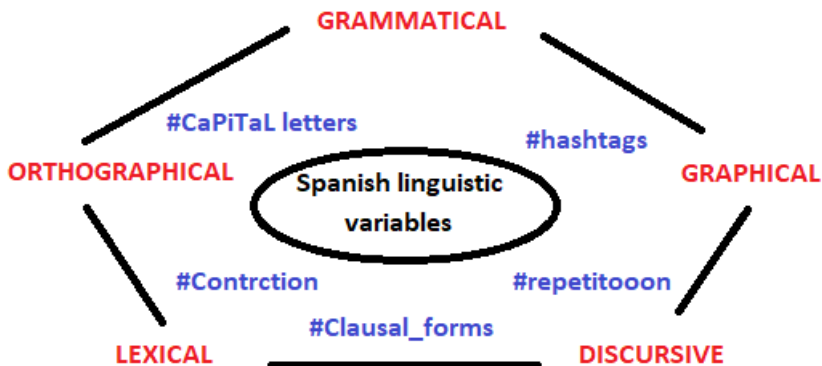 GRAMMATICAL
#CaPiTaL letters
#hashtags
ORTHOGRAPHICAL
Spanish linguistic
variables
GRAPHICAL
#Contrction
#repetitooon
#Clausal_forms
LEXICAL
DISCURSIVE